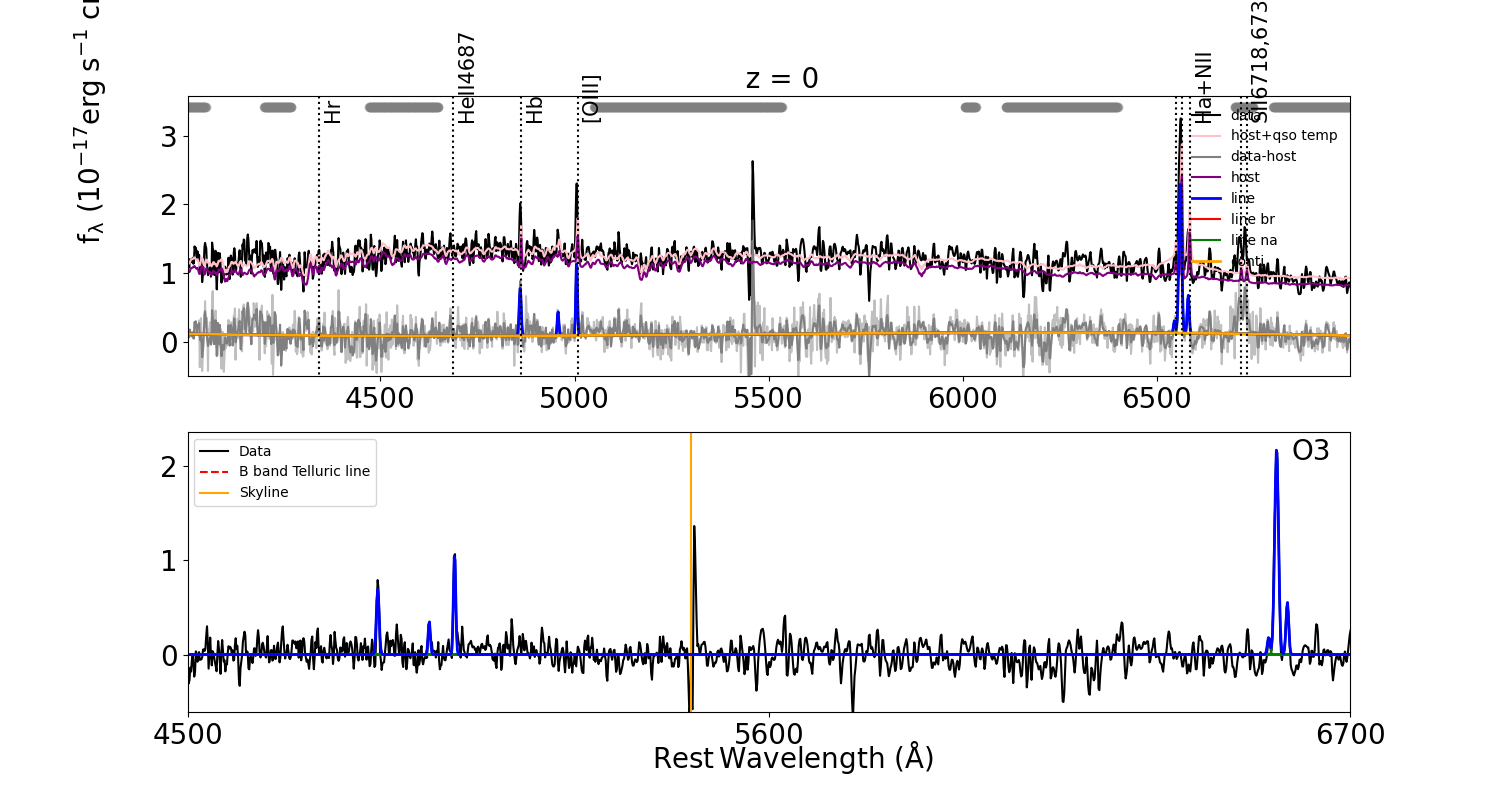 z = 0
fλ (10−17erg s−1 c
Hr
HeII4687
Hb
[OIII]
Ha+NII
SII6718,673
data
host+qso temp
data-host
host
line
line br
line na
conti
3
2
1
0
4500 5000 5500 6000 6500
Data
B band Telluric line
Skyline
O3
2
1
0
4500 5600 6700
Rest Wavelength (Å)